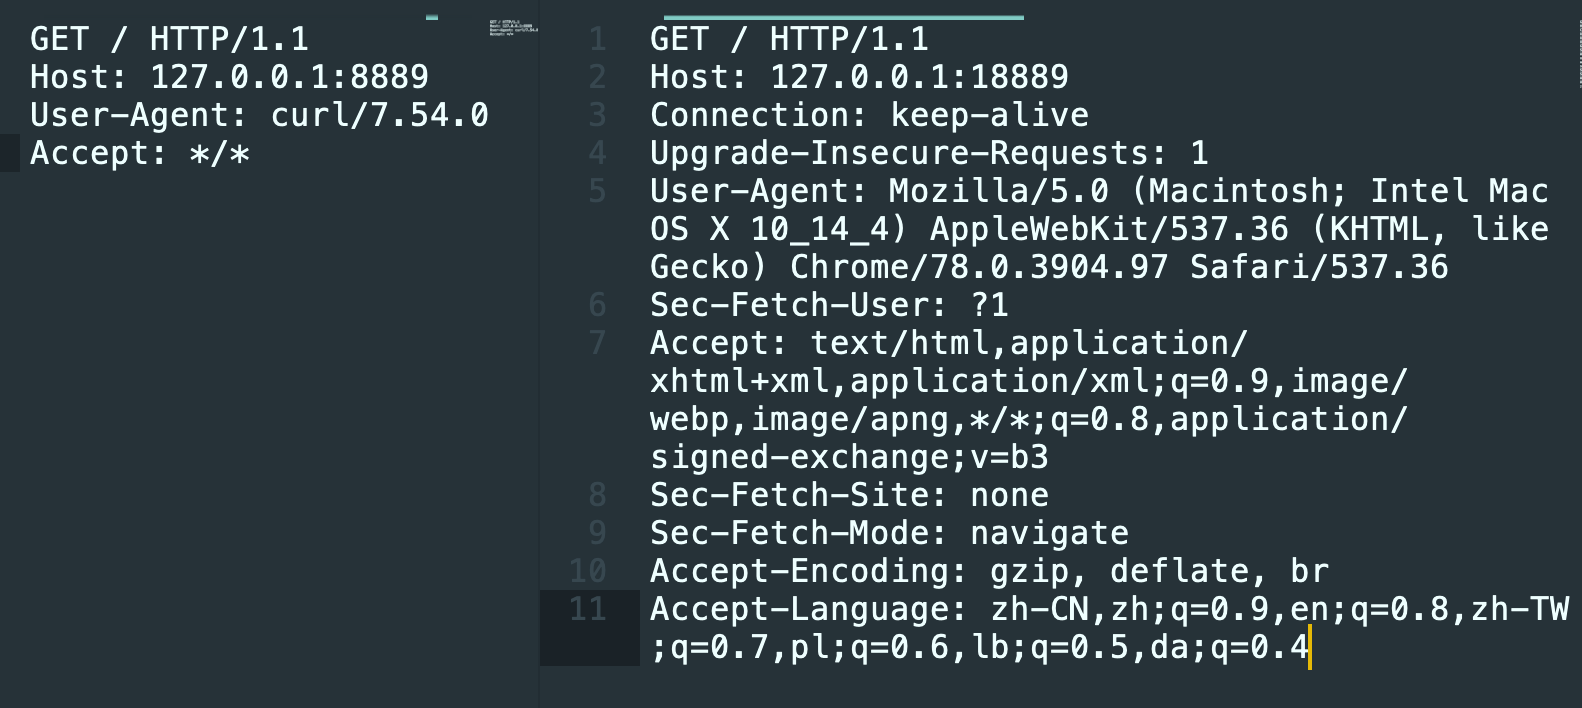 GET / HTTP/1.1
Host: 127.0.0.1:8889
User-Agent: curl/7.54.0
Accept: */*
1 GET / HTTP/1.1
2 Host: 127.0.0.1:18889
3 Connection: keep-alive
4 Upgrade-Insecure-Requests: 1
5 User-Agent: Mozilla/5.0 (Macintosh; Intel Mac
OS X 10_14_4) AppleWebKit/537.36 (KHTML, like
Gecko) Chrome/78.0.3904.97 Safari/537.36
6 Sec-Fetch-User: ?1
7 Accept: text/html,application/
xhtml+xml,application/xml;q=0.9,image/
webp,image/apng,*/*;q=0.8,application/
signed-exchange;v=b3
8 Sec-Fetch-Site: none
9 Sec-Fetch-Mode: navigate
10 Accept-Encoding: gzip, deflate, br
11 Accept-Language: zh-CN,zh;q=0.9,en;q=0.8,zh-TW
;q=0.7,pl;q=0.6,lb;q=0.5,da;q=0.4